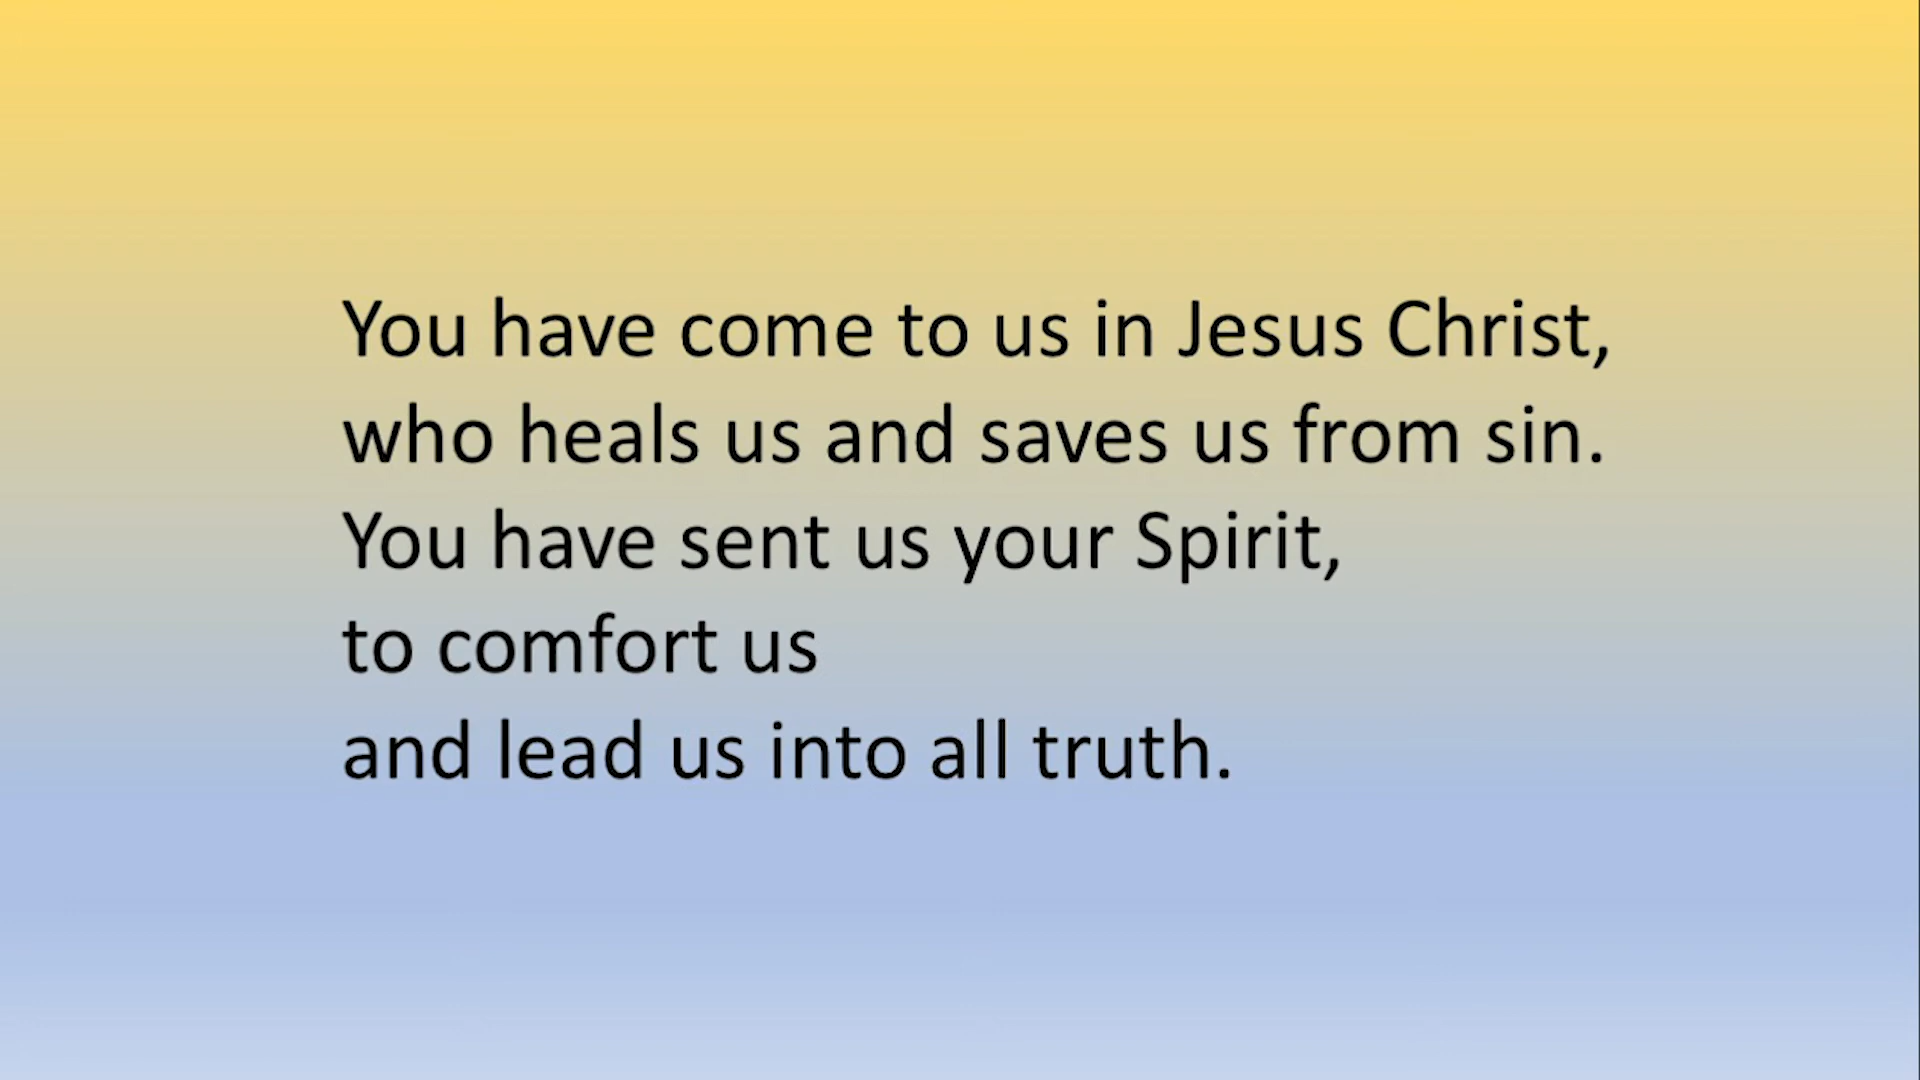 You have come to us in Jesus Christ,
who heals us and saves us from sin.
You have sent us your Spirit,
to comfort us
and lead us into all truth.